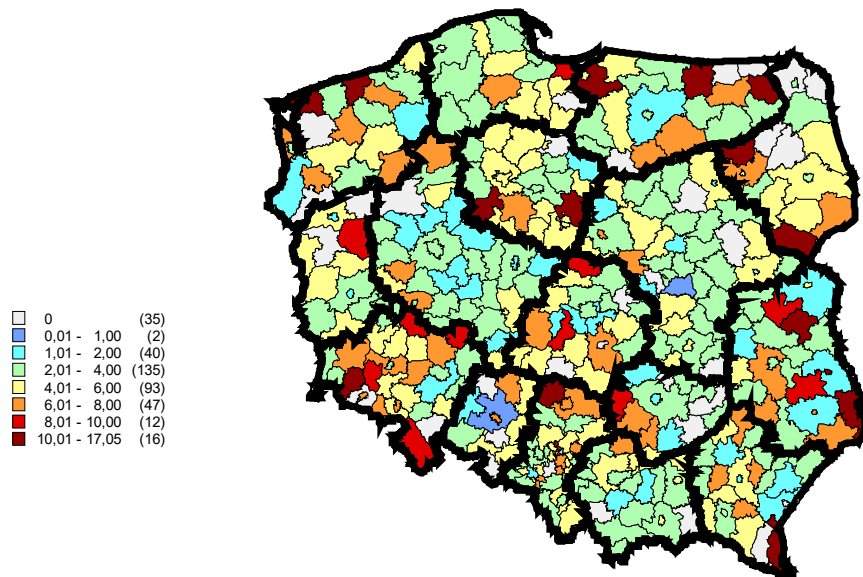 0 (35)
0,01 - 1,00 (2)
1,01 - 2,00 (40)
2,01 - 4,00 (135)
4,01 - 6,00 (93)
6,01 - 8,00 (47)
8,01 - 10,00 (12)
10,01 - 17,05 (16)